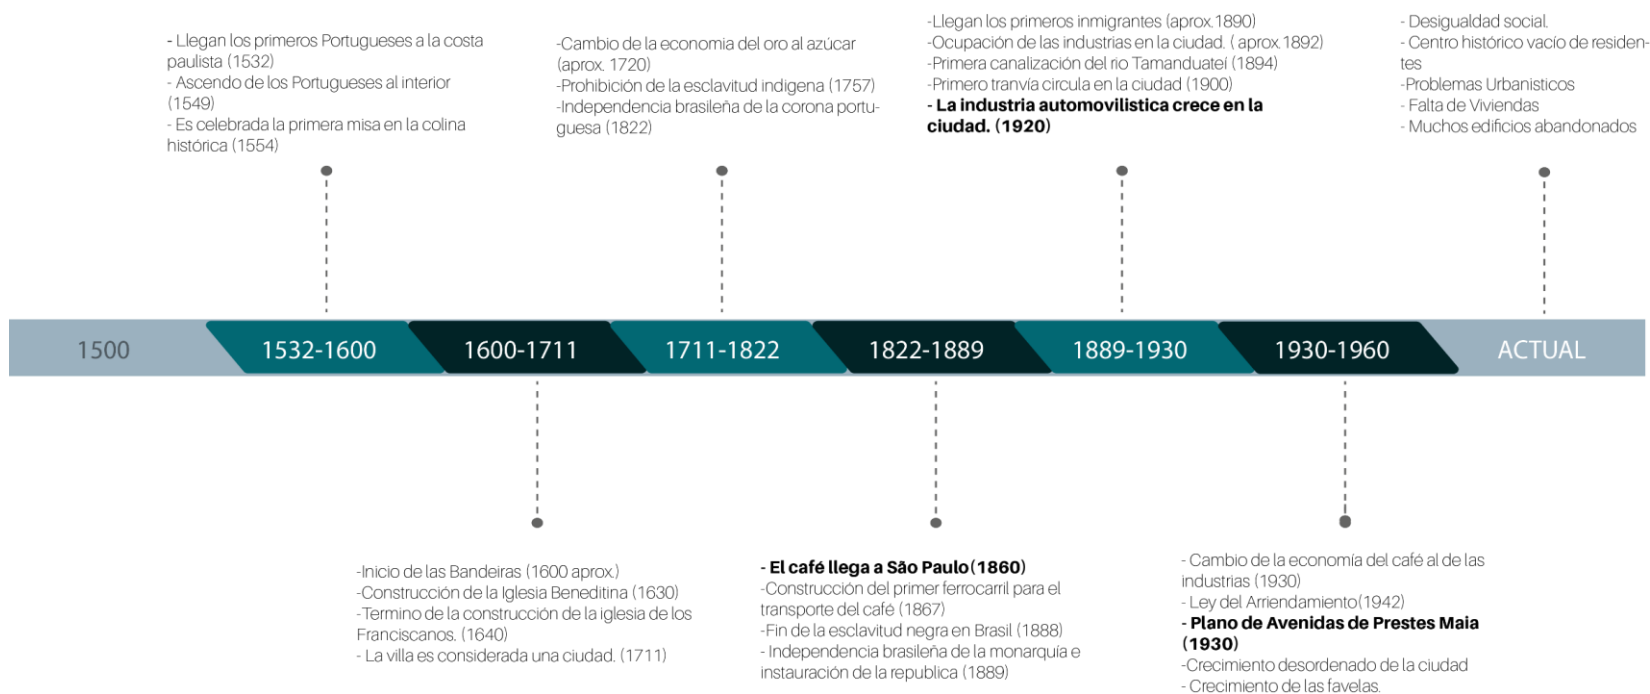 - Llegan los primeros Portugueses a la costa
paulista (1532)
- Ascendo de los Portugueses al interior
(1549)
- Es celebrada la primera misa en la colina
histórica (1554)
-Cambio de la economia del oro al azúcar
(aprox. 1720)
-Prohibición de la esclavitud indigena (1757)
-Independencia brasileña de la corona portu-
guesa (1822)
-Llegan los primeros inmigrantes (aprox.1890)
-Ocupación de las industrias en la ciudad. ( aprox.1892)
-Primera canalización del rio Tamanduateí (1894)
-Primero tranvía circula en la ciudad (1900)
- La industria automovilistica crece en la
ciudad. (1920)
- Desigualdad social.
- Centro histórico vacío de residen-
tes
-Problemas Urbanisticos
- Falta de Viviendas
- Muchos edificios abandonados
1500
1532-1600
1600-1711
1711-1822
1822-1889
1889-1930
1930-1960
ACTUAL
-Inicio de las Bandeiras (1600 aprox.)
-Construcción de la Iglesia Beneditina (1630)
-Termino de la construcción de la iglesia de los
Franciscanos. (1640)
- La villa es considerada una ciudad. (1711)
- El café llega a São Paulo(1860)
-Construcción del primer ferrocarril para el
transporte del café (1867)
-Fin de la esclavitud negra en Brasil (1888)
- Independencia brasileña de la monarquía e
instauración de la republica (1889)
- Cambio de la economía del café al de las
industrias (1930)
- Ley del Arriendamiento(1942)
- Plano de Avenidas de Prestes Maia
(1930)
-Crecimiento desordenado de la ciudad
- Crecimiento de las favelas.